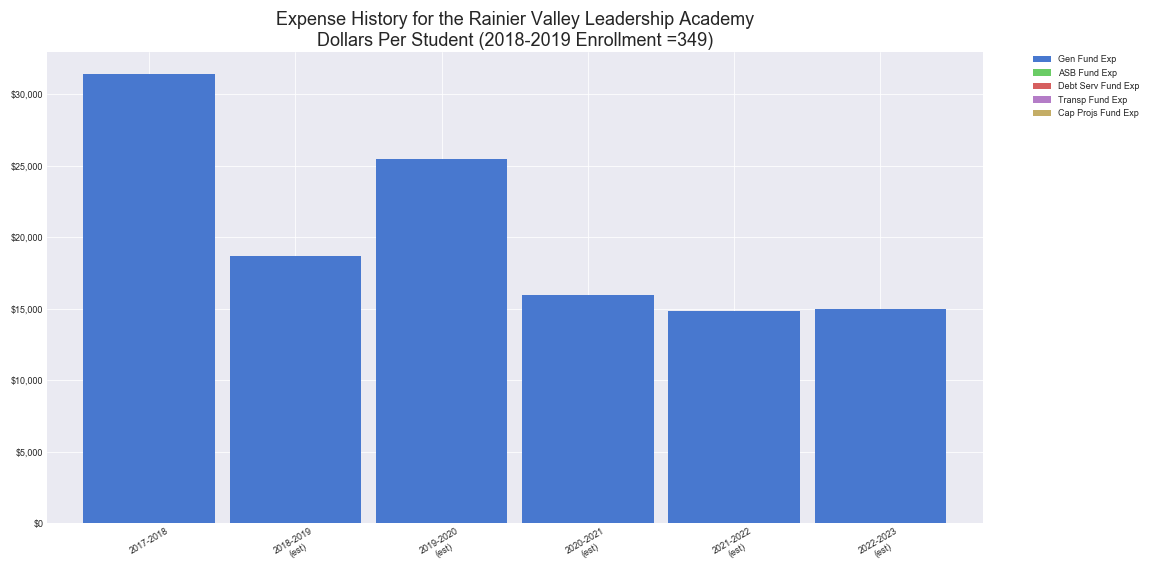 Expense History for the Rainier Valley Leadership Academy
Dollars Per Student (2018-2019 Enrollment =349)
Gen Fund Exp
ASB Fund Exp
Debt Serv Fund Exp
Transp Fund Exp
Cap Projs Fund Exp
$30,000
$25,000
$20,000
$15,000
$10,000
$5,000
$0
2017-2018
2018-2019
(est)
2019-2020
(est)
2020-2021
(est)
2021-2022
(est)
2022-2023
(est)